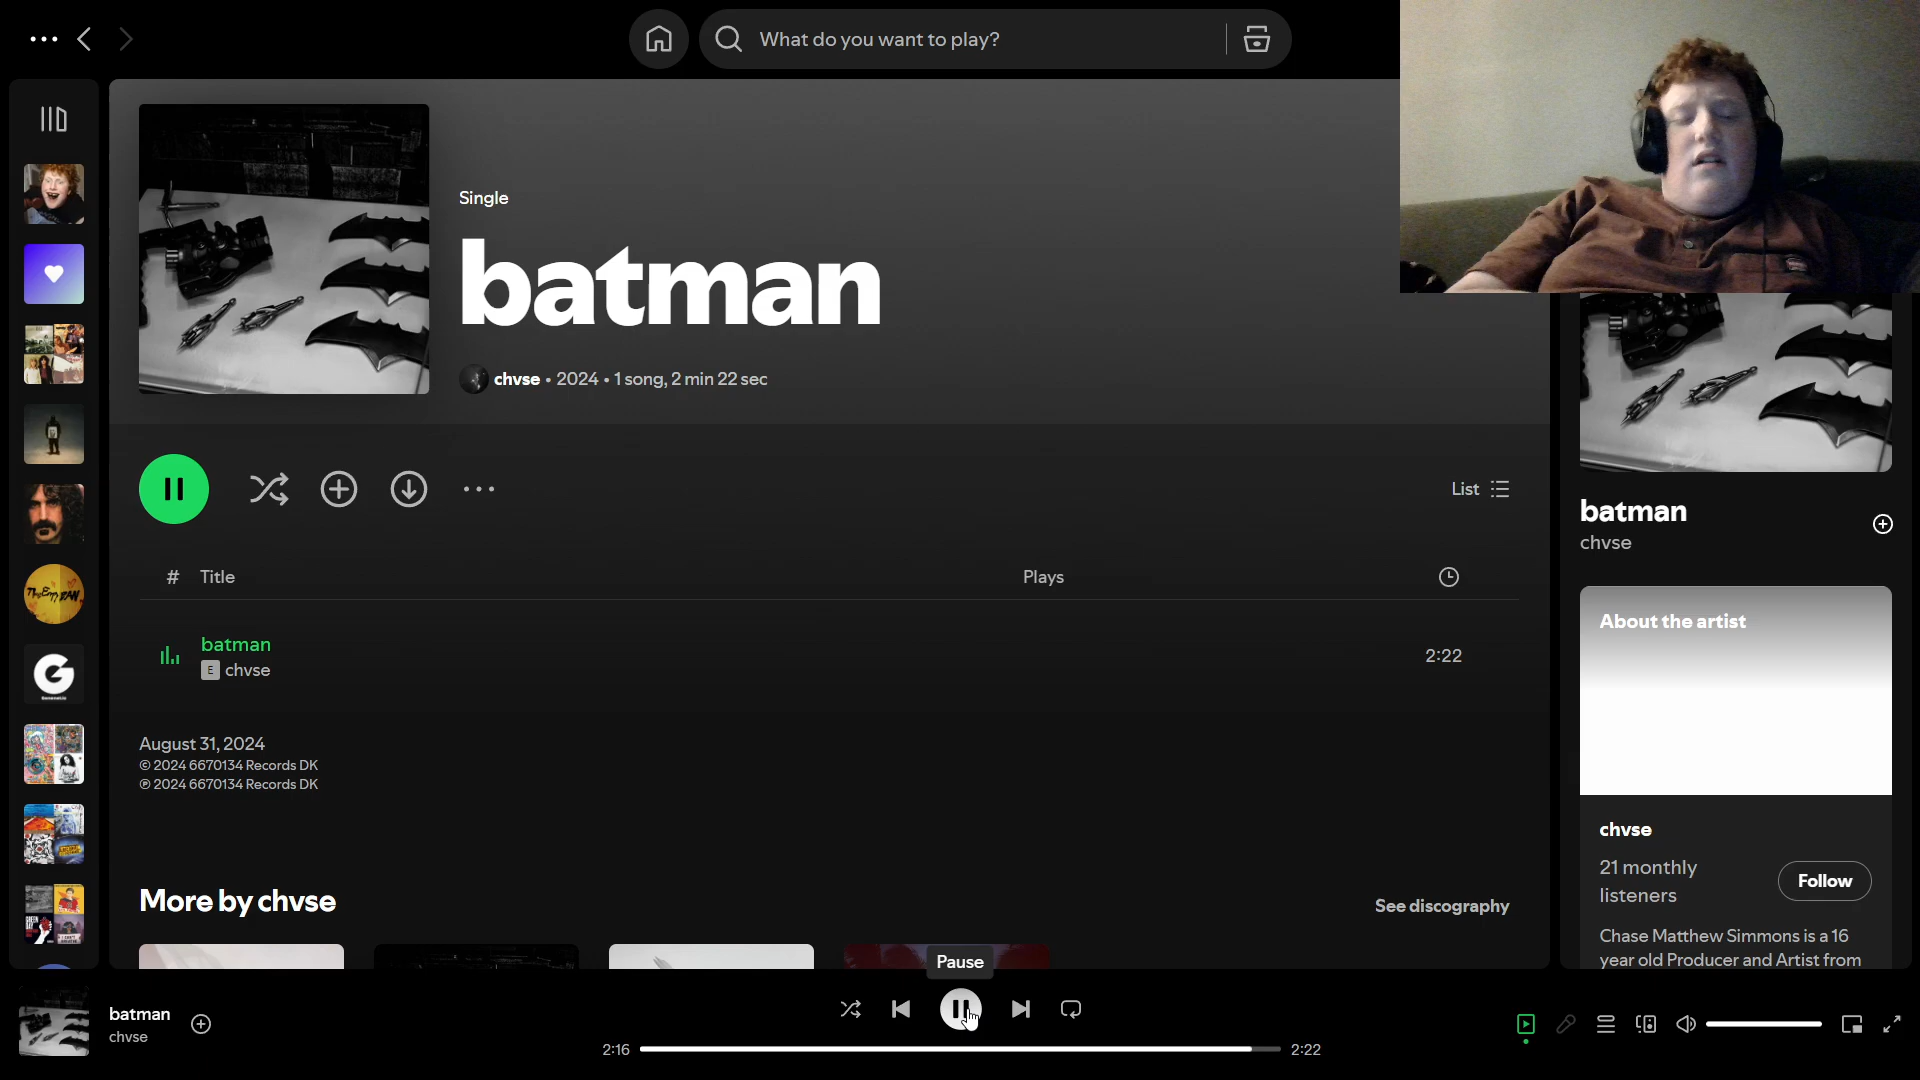 What do you want to play?
Single
batman
chvse • 2024 • 1 song, 2 min 22 sec
List
# Title Plays
batman
2:22
E chvse
August 31, 2024
© 2024 6670134 Records DK
℗ 2024 6670134 Records DK
More by chvse
See discography
batman
chvse
About the artist
chvse
21 monthly
listeners
Follow
Chase Matthew Simmons is a 16
year old Producer and Artist from
Pause
batman
chvse
2:16
2:22